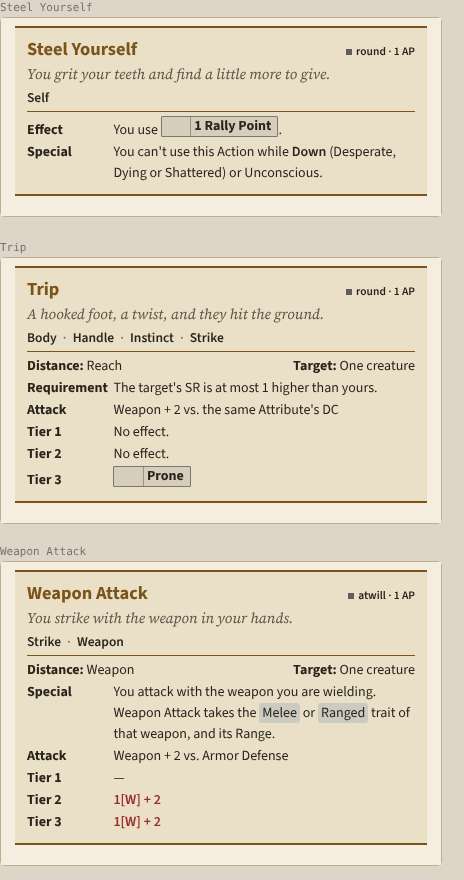 Steel Yourself
Steel Yourself
■ round · 1 AP
You grit your teeth and find a little more to give.
Self
Effect You use 1 Rally Point.
Special You can't use this Action while Down (Desperate,
Dying or Shattered) or Unconscious.
Trip
Trip
■ round · 1 AP
A hooked foot, a twist, and they hit the ground.
Body · Handle · Instinct · Strike
Distance: Reach Target: One creature
Requirement The target's SR is at most 1 higher than yours.
Attack Weapon + 2 vs. the same Attribute's DC
Tier 1 No effect.
Tier 2 No effect.
Tier 3 Prone
Weapon Attack
Weapon Attack
■ atwill · 1 AP
You strike with the weapon in your hands.
Strike · Weapon
Distance: Weapon Target: One creature
Special You attack with the weapon you are wielding.
Weapon Attack takes the Melee or Ranged trait of
that weapon, and its Range.
Attack Weapon + 2 vs. Armor Defense
Tier 1 —
Tier 2 1[W] + 2
Tier 3 1[W] + 2